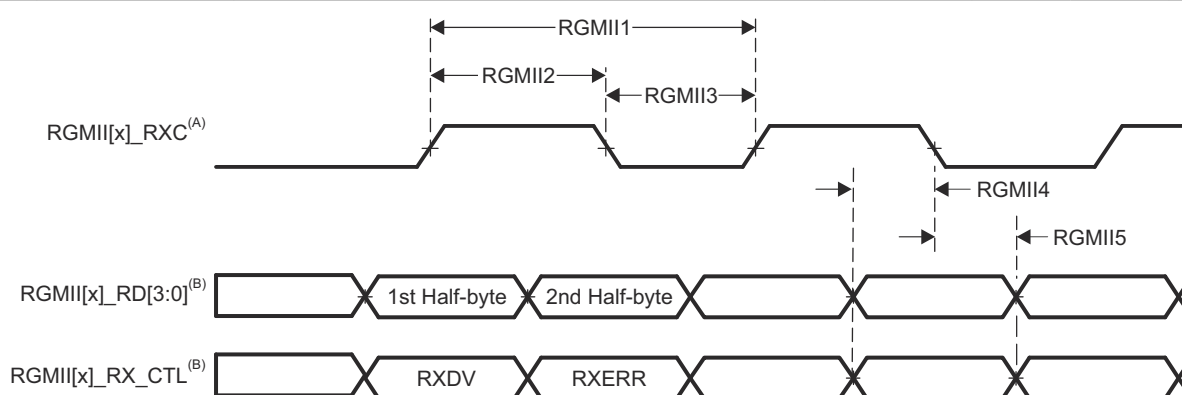 RGMII1
RGMII2
RGMII3
RGMII[x]_RXC(A)
RGMII4
RGMII5
RGMII[x]_RD[3:0](B) 1st Half-byte 2nd Half-byte
RGMII[x]_RX_CTL(B) RXDV RXERR